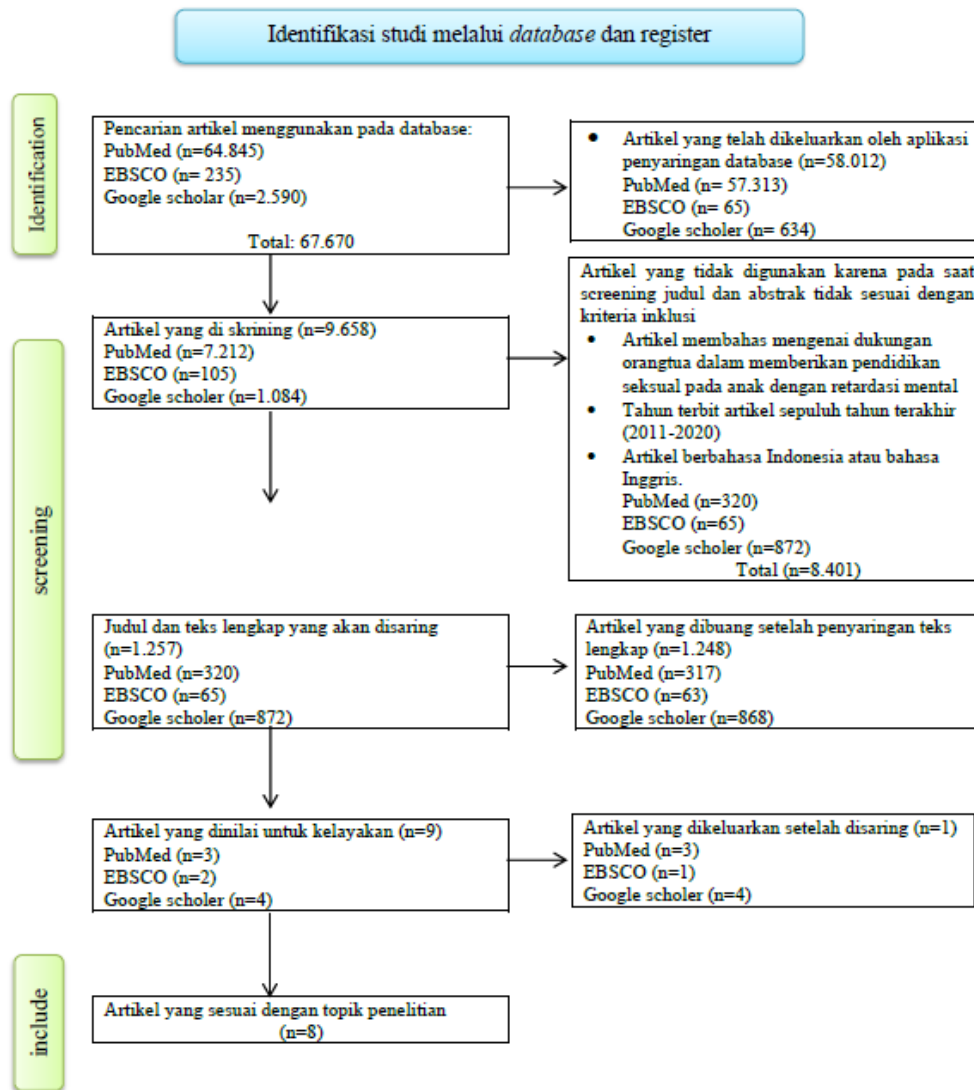 Identifikasi studi melalui database dan register
Identification
Pencarian artikel menggunakan pada database:
PubMed (n=64.845)
EBSCO (n= 235)
Google scholar (n=2.590)
Total: 67.670
• Artikel yang telah dikeluarkan oleh aplikasi
penyaringan database (n=58.012)
PubMed (n= 57.313)
EBSCO (n= 65)
Google scholer (n= 634)
screening
Artikel yang di skrining (n=9.658)
PubMed (n=7.212)
EBSCO (n=105)
Google scholer (n=1.084)
Artikel yang tidak digunakan karena pada saat
screening judul dan abstrak tidak sesuai dengan
kriteria inklusi
• Artikel membahas mengenai dukungan
orangtua dalam memberikan pendidikan
seksual pada anak dengan retardasi mental
• Tahun terbit artikel sepuluh tahun terakhir
(2011-2020)
• Artikel berbahasa Indonesia atau bahasa
Inggris.
PubMed (n=320)
EBSCO (n=65)
Google scholer (n=872)
Total (n=8.401)
Judul dan teks lengkap yang akan disaring
(n=1.257)
PubMed (n=320)
EBSCO (n=65)
Google scholer (n=872)
Artikel yang dibuang setelah penyaringan teks
lengkap (n=1.248)
PubMed (n=317)
EBSCO (n=63)
Google scholer (n=868)
Artikel yang dinilai untuk kelayakan (n=9)
PubMed (n=3)
EBSCO (n=2)
Google scholer (n=4)
Artikel yang dikeluarkan setelah disaring (n=1)
PubMed (n=3)
EBSCO (n=1)
Google scholer (n=4)
include
Artikel yang sesuai dengan topik penelitian
(n=8)